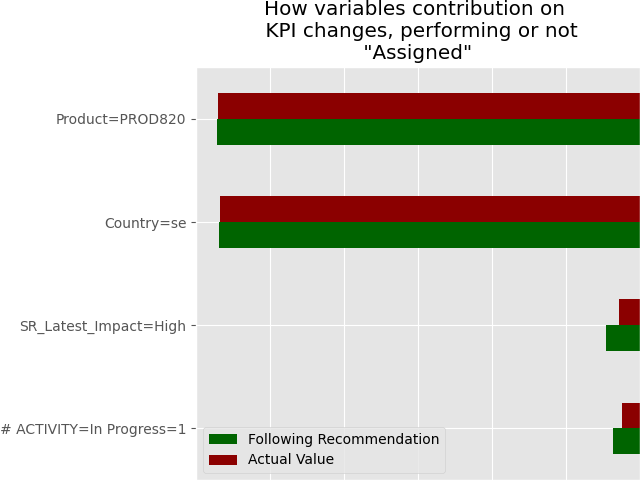 How variables contribution on
KPI changes, performing or not
"Assigned"
Product=PROD820
Country=se
SR_Latest_Impact=High
# ACTIVITY=In Progress=1
Following Recommendation
Actual Value